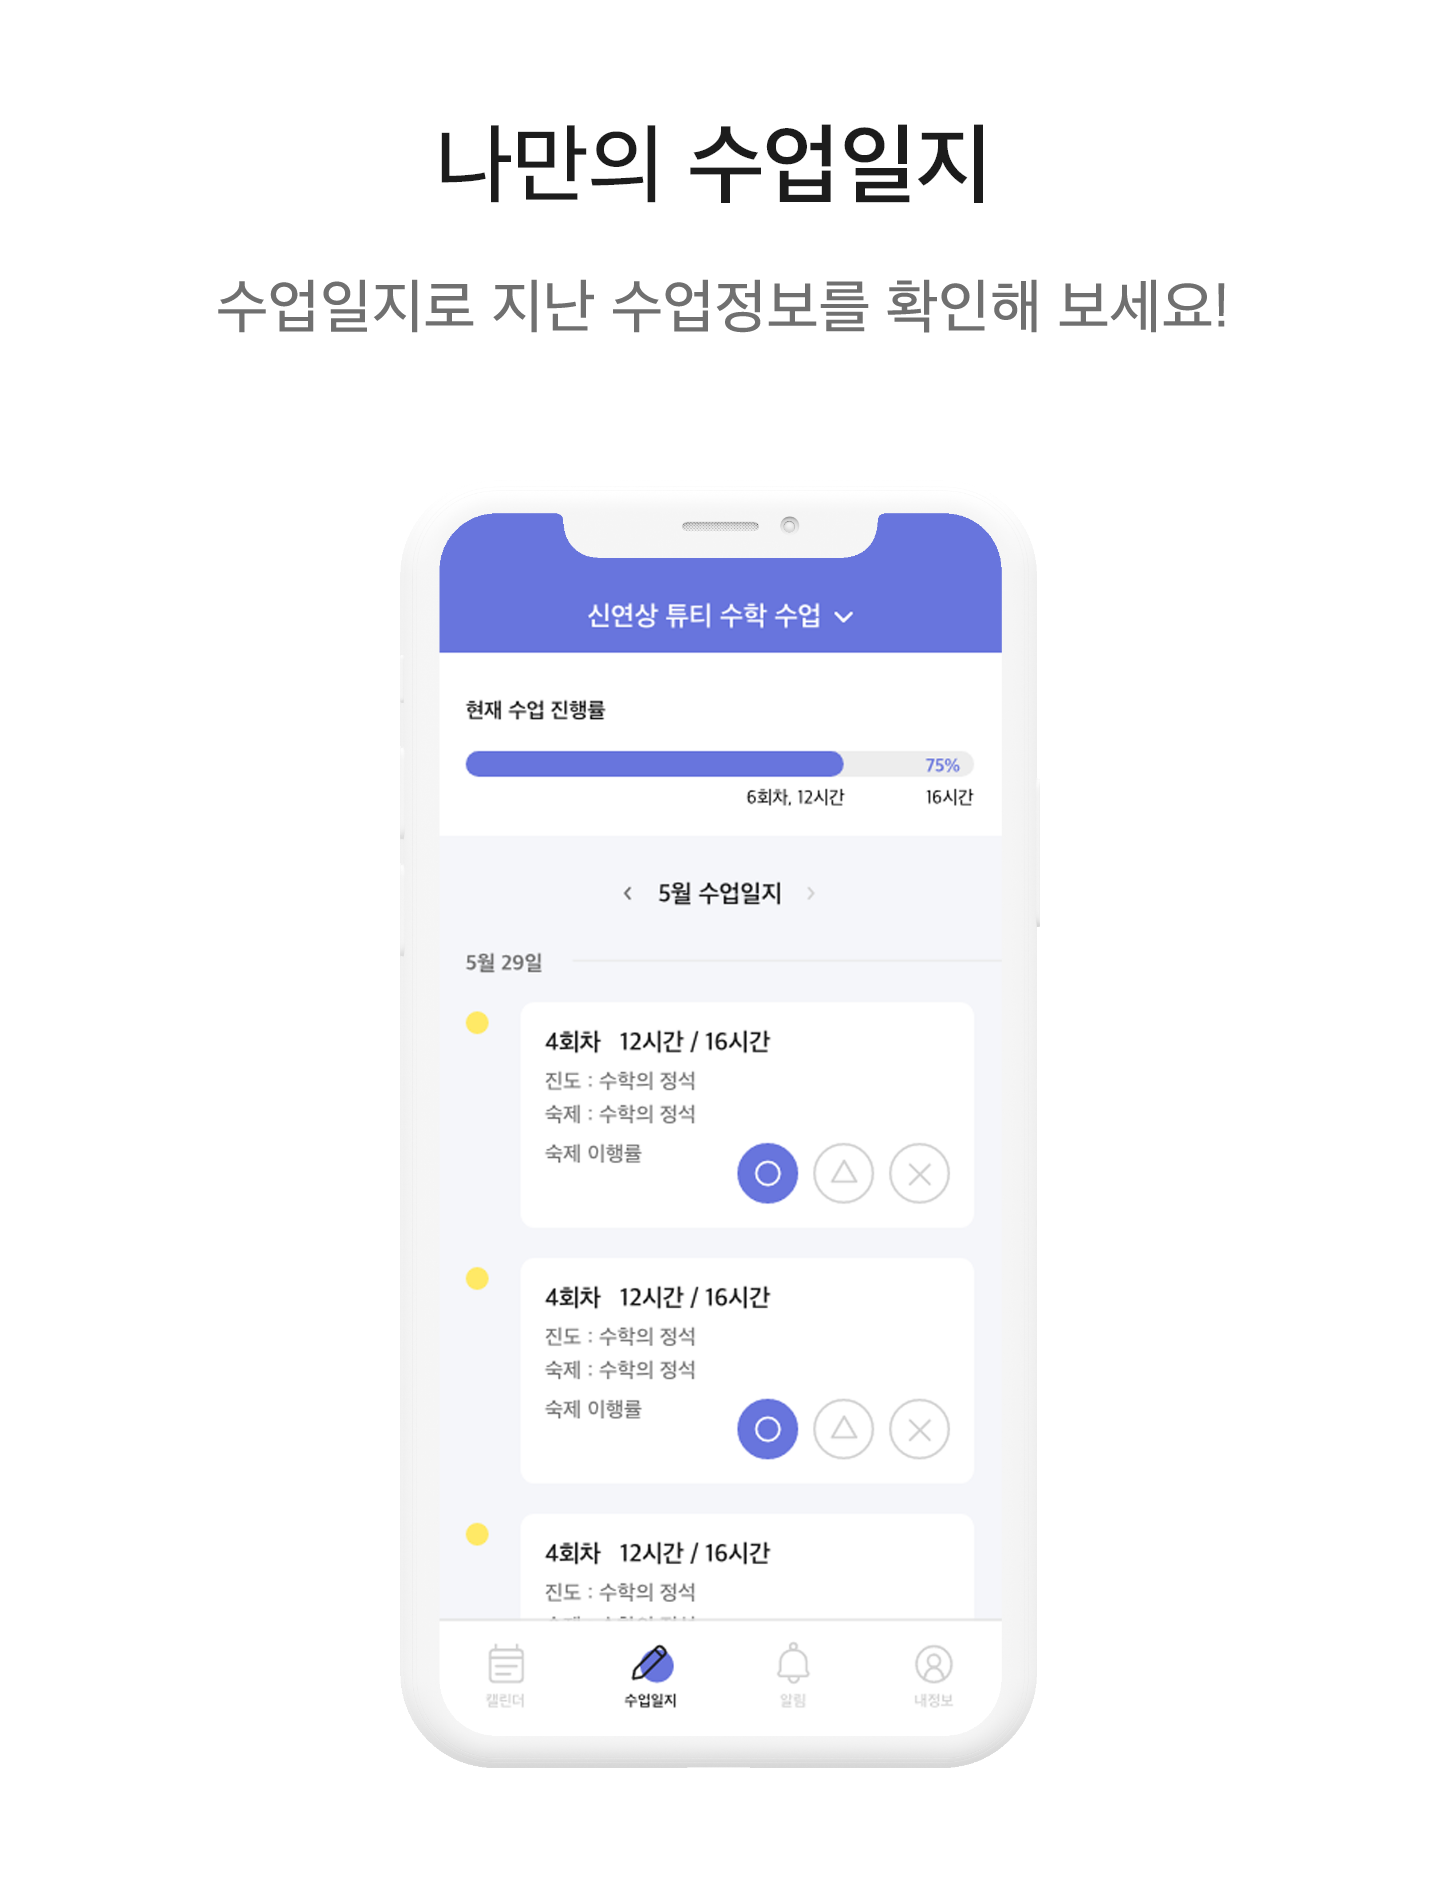 나만의 수업일지
수업일지로 지난 수업정보를 확인해 보세요!
신연상 튜티 수학 수업
현재 수업 진행률
75%
6회차, 12시간
16시간
5월 수업일지
5월 29일
4회차 12시간 / 16시간
진도 : 수학의 정석
숙제 : 수학의 정석
숙제 이행률
4회차 12시간 / 16시간
진도 : 수학의 정석
숙제 : 수학의 정석
숙제 이행률
4회차 12시간 / 16시간
진도 : 수학의 정석
캘린더
수업일지
알림
내정보